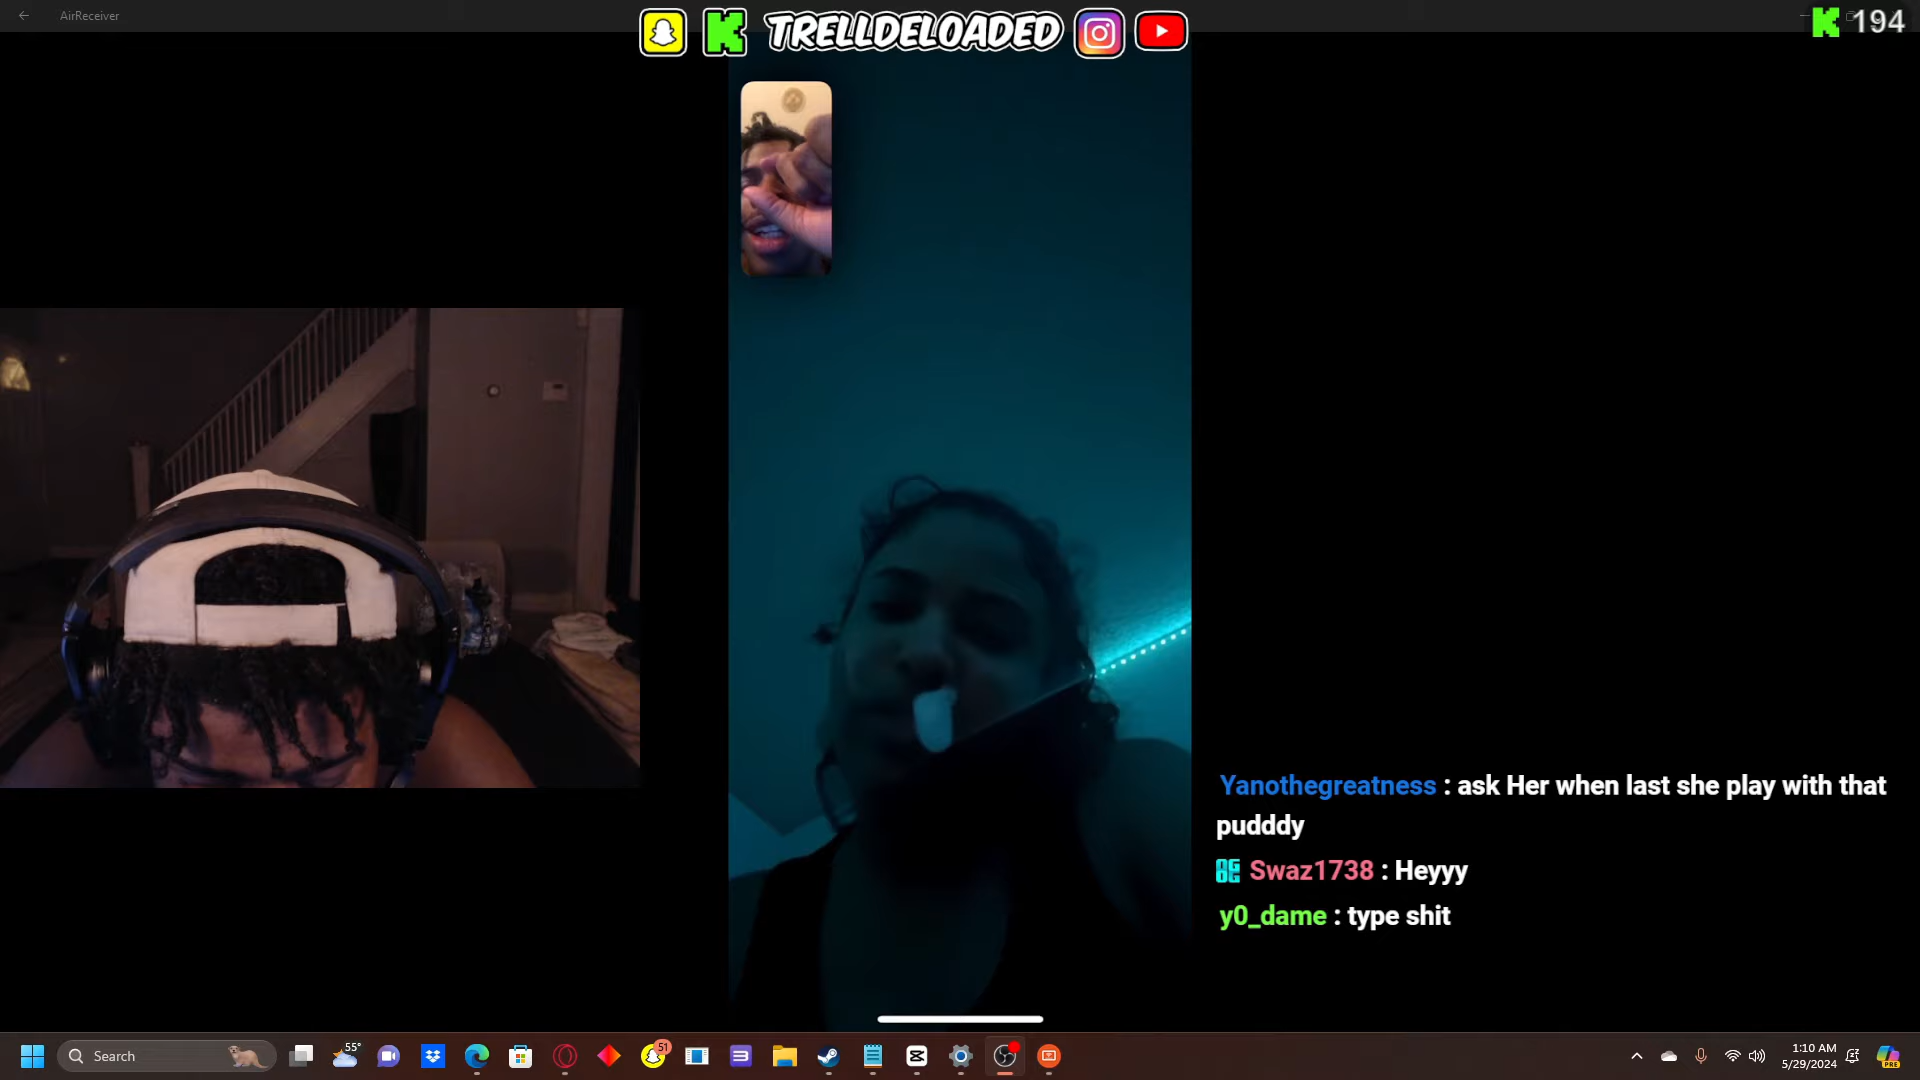 AirReceiver
TRELLDELOADED
194
Yanothegreatness : ask Her when last she play with that
pudddy
Swaz1738 : Heyyy
y0_dame : type shit
Search
55°
51
1:10 AM
5/29/2024
PRE